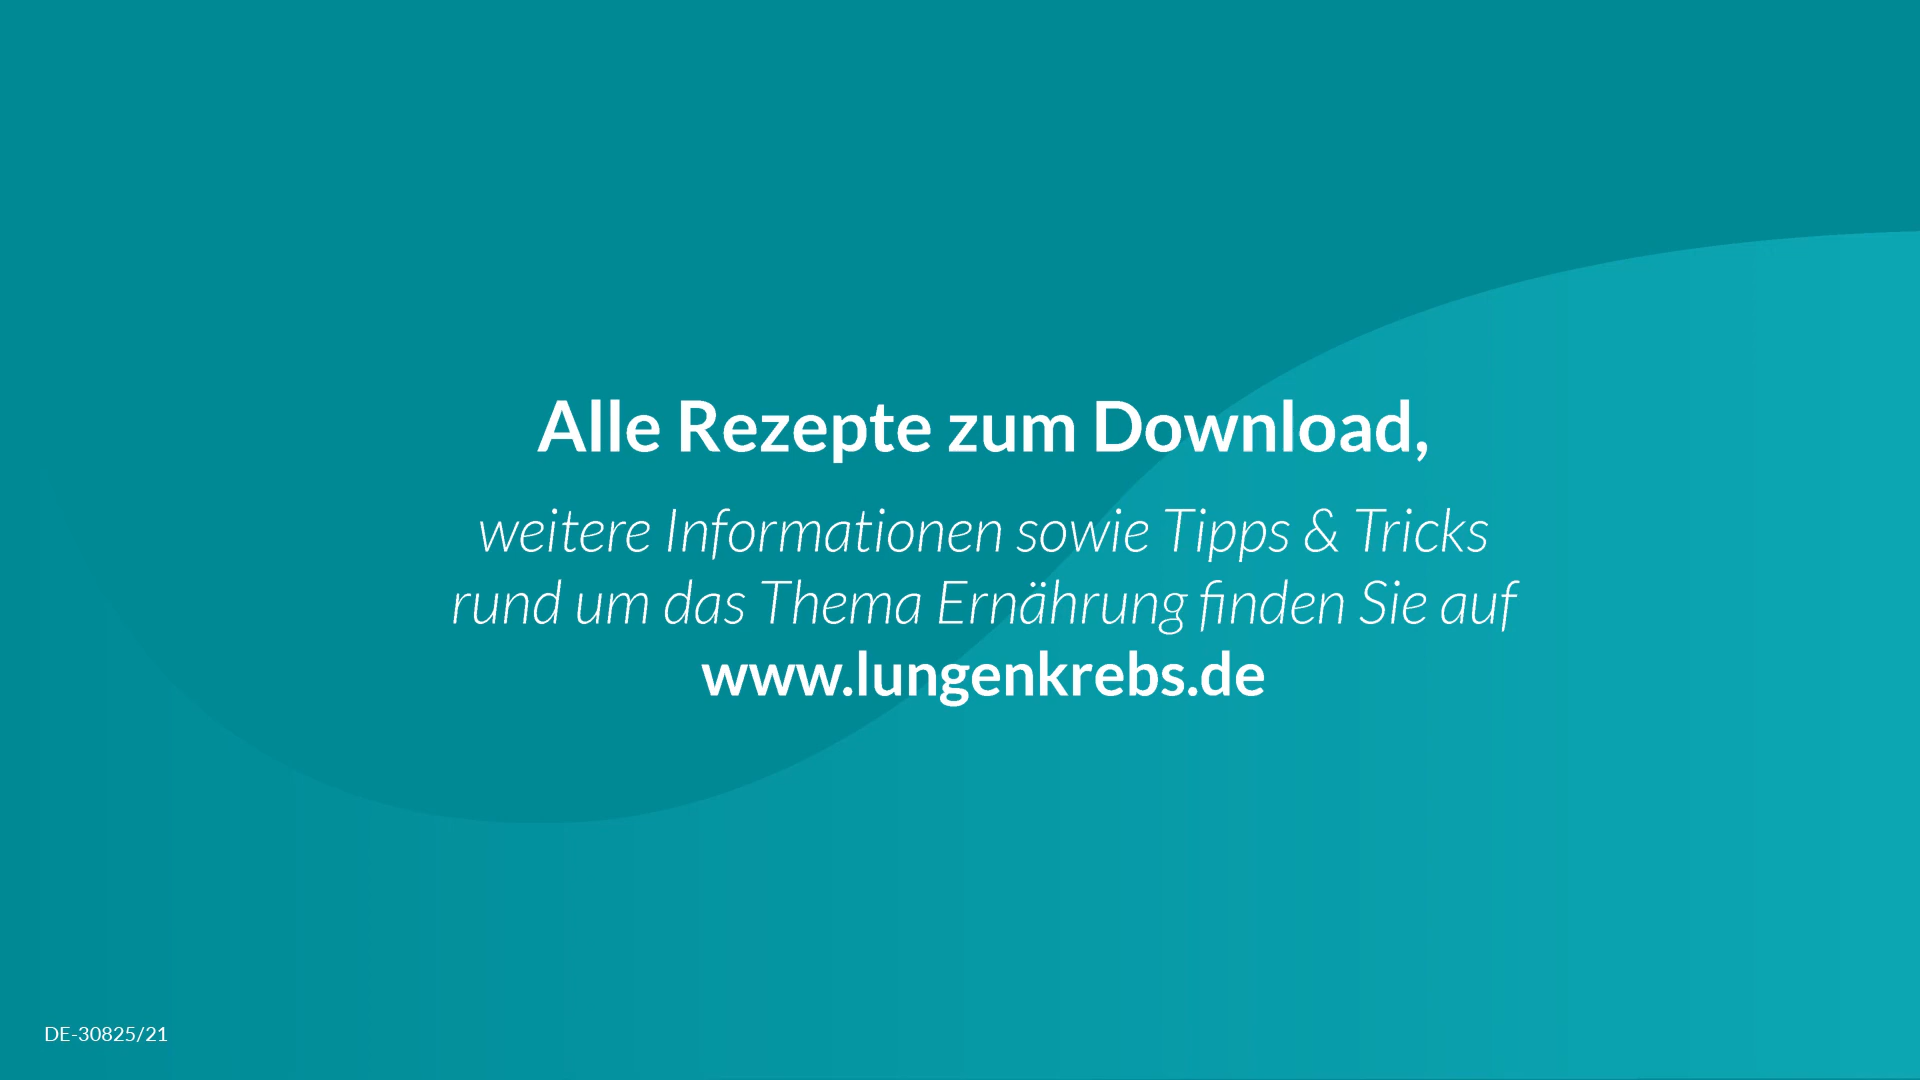 Alle Rezepte zum Download,
weitere Informationen sowie Tipps & Tricks
rund um das Thema Ernährung finden Sie auf
www.lungenkrebs.de
DE-30825/21